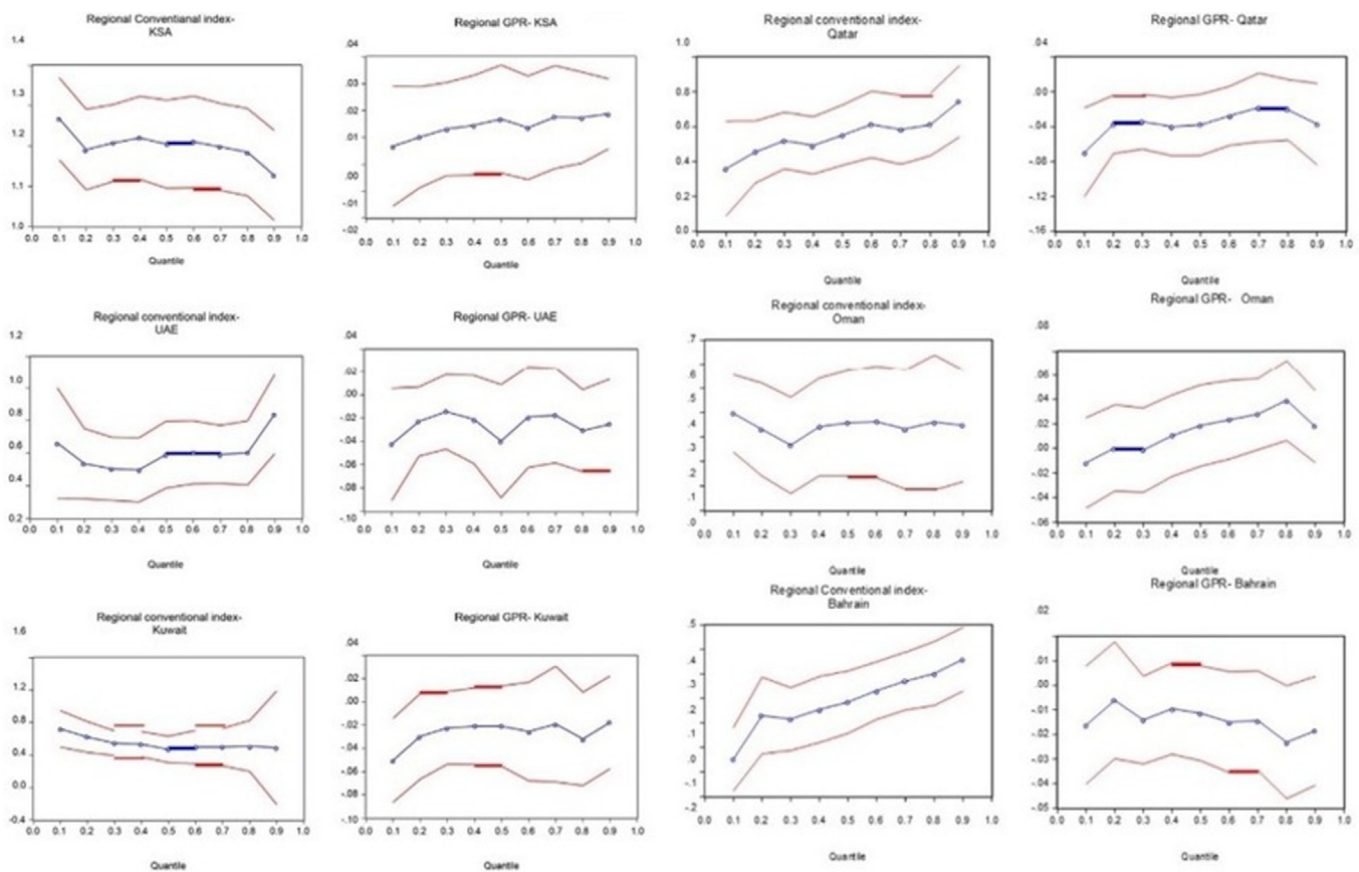 Regional Conventianal index-
KSA
1.4
1.3
1.2
1.1
1.0
0.0 0.1 0.2 0.3 0.4 0.5 0.6 0.7 0.8 0.9 1.0
Quantile
Regional GPR- KSA
.04
.03
.02
.01
.00
-.01
-.02
0.0 0.1 0.2 0.3 0.4 0.5 0.6 0.7 0.8 0.9 1.0
Quantile
Regional conventional index-
Qatar
1.0
0.8
0.6
0.4
0.2
0.0
0.0 0.1 0.2 0.3 0.4 0.5 0.6 0.7 0.8 0.9 1.0
Quantile
Regional GPR- Qatar
.04
.00
-.04
-.08
-.12
-.16
0.0 0.1 0.2 0.3 0.4 0.5 0.6 0.7 0.8 0.9 1.0
Quantile
Regional conventional index-
UAE
1.2
1.0
0.8
0.6
0.4
0.2
0.0 0.1 0.2 0.3 0.4 0.5 0.6 0.7 0.8 0.9 1.0
Quantile
Regional GPR- UAE
.04
.02
.00
-.02
-.04
-.06
-.08
-.10
0.0 0.1 0.2 0.3 0.4 0.5 0.6 0.7 0.8 0.9 1.0
Quantile
Regional conventional index-
Oman
.7
.6
.5
.4
.3
.2
.1
.0
0.0 0.1 0.2 0.3 0.4 0.5 0.6 0.7 0.8 0.9 1.0
Quantile
Regional GPR- Oman
.08
.06
.04
.02
.00
-.02
-.04
-.06
0.0 0.1 0.2 0.3 0.4 0.5 0.6 0.7 0.8 0.9 1.0
Quantile
Regional conventional index-
Kuwait
1.6
1.2
0.8
0.4
0.0
-0.4
0.0 0.1 0.2 0.3 0.4 0.5 0.6 0.7 0.8 0.9 1.0
Quantile
Regional GPR- Kuwait
.04
.02
.00
-.02
-.04
-.06
-.08
-.10
0.0 0.1 0.2 0.3 0.4 0.5 0.6 0.7 0.8 0.9 1.0
Quantile
Regional Conventional index-
Bahrain
.5
.4
.3
.2
.1
.0
-.1
-.2
0.0 0.1 0.2 0.3 0.4 0.5 0.6 0.7 0.8 0.9 1.0
Quantile
Regional GPR- Bahrain
.02
.01
.00
-.01
-.02
-.03
-.04
-.05
0.0 0.1 0.2 0.3 0.4 0.5 0.6 0.7 0.8 0.9 1.0
Quantile